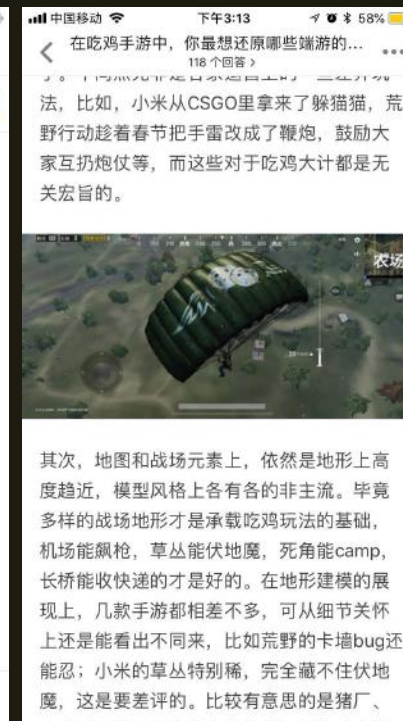 中国移动 下午3:13 58%
在吃鸡手游中，你最想还原哪些端游的...
118 个回答 >
法，比如，小米从CSGO里拿来了躲猫猫，荒
野行动趁着春节把手雷改成了鞭炮，鼓励大
家互扔炮仗等，而这些对于吃鸡大计都是无
关宏旨的。
农场
其次，地图和战场元素上，依然是地形上高
度趋近，模型风格上各有各的非主流。毕竟
多样的战场地形才是承载吃鸡玩法的基础，
机场能飙枪，草丛能伏地魔，死角能camp，
长桥能收快递的才是好的。在地形建模的展
现上，几款手游都相差不多，可从细节关怀
上还是能看出不同来，比如荒野的卡墙bug还
能忍；小米的草丛特别稀，完全藏不住伏地
魔，这是要差评的。比较有意思的是猪厂、